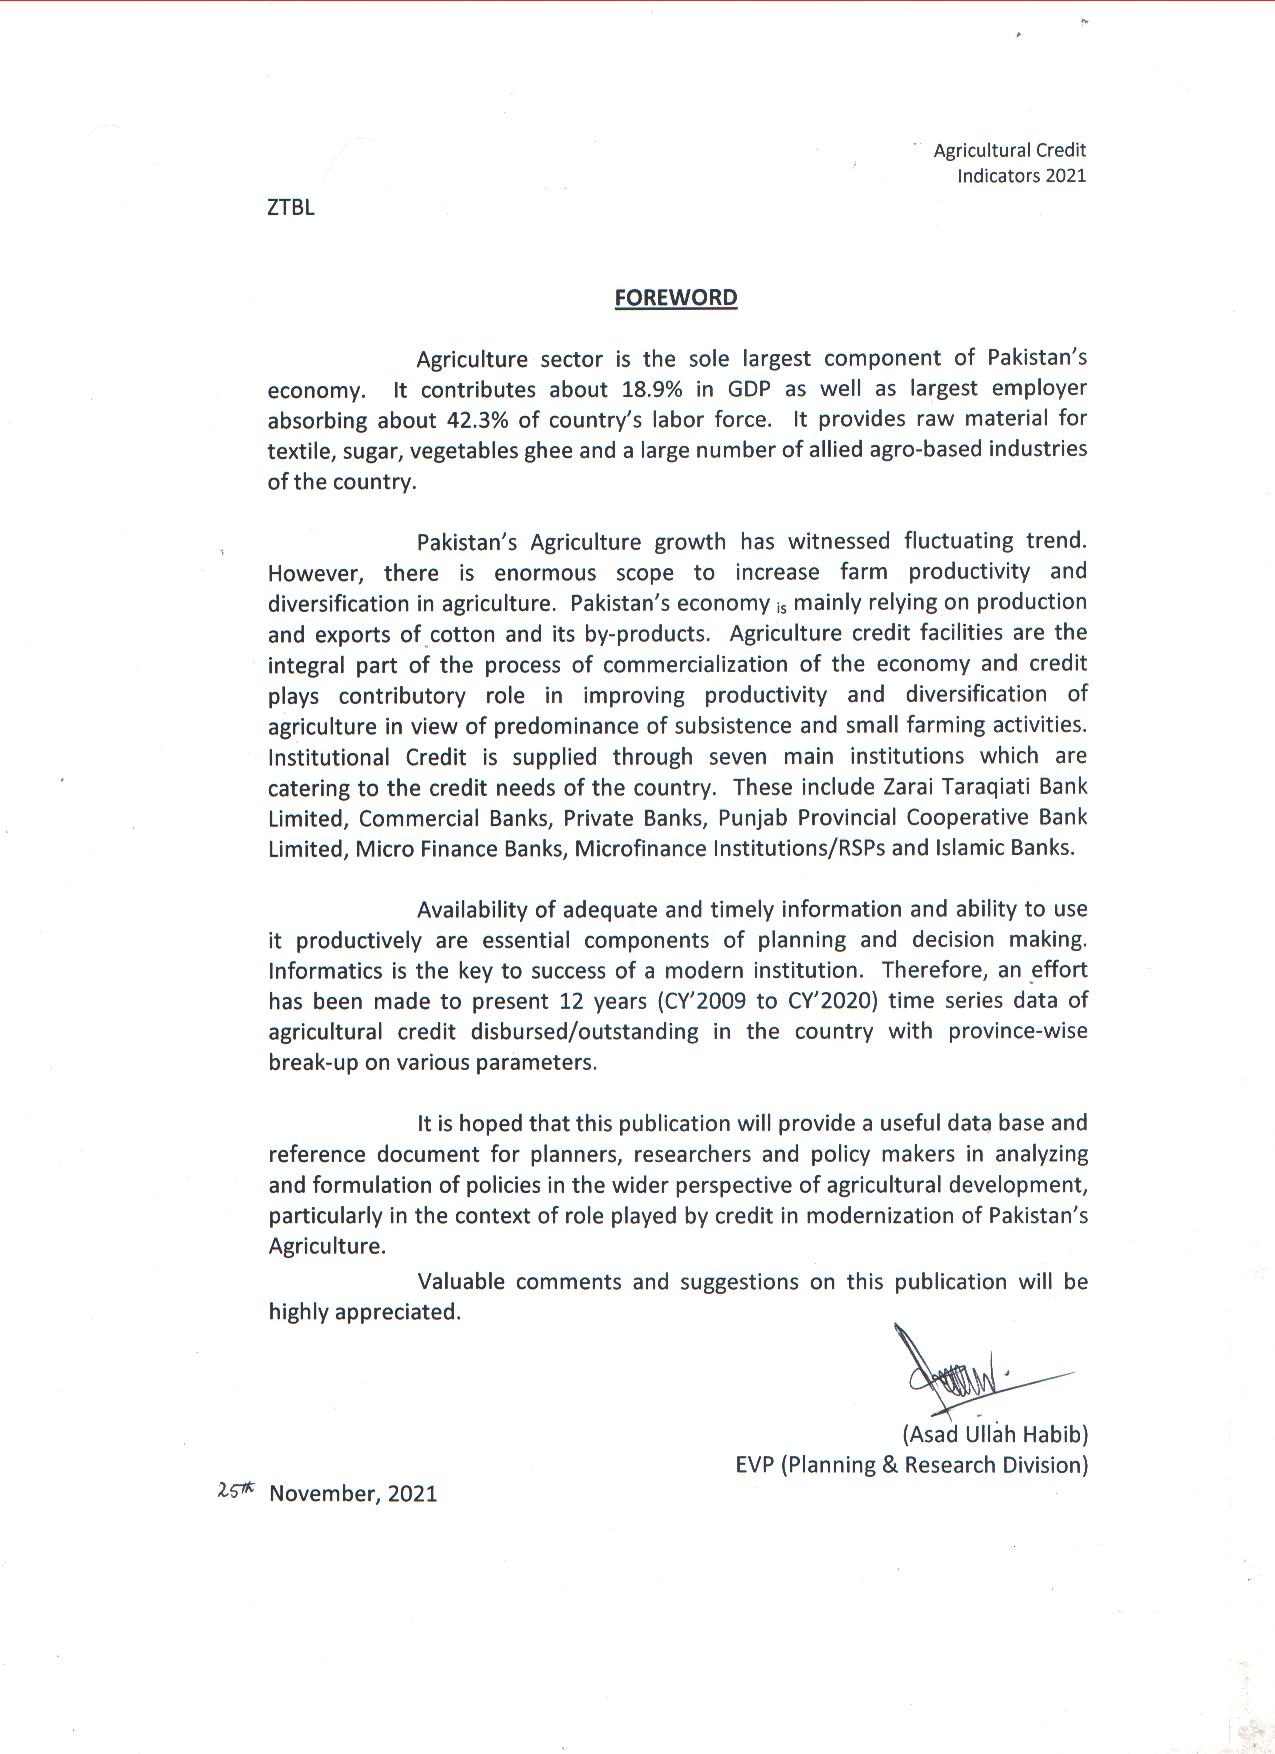 Agricultural Credit
Indicators 2021
ZTBL
FOREWORD
Agriculture sector is the sole largest component of Pakistan's
economy. It contributes about 18.9% in GDP as well as largest employer
absorbing about 42.3% of country's labor force. It provides raw material for
textile, sugar, vegetables ghee and a large number of allied agro-based industries
of the country.
Pakistan's Agriculture growth has witnessed fluctuating trend.
However, there is enormous scope to increase farm productivity and
diversification in agriculture. Pakistan's economy is mainly relying on production
and exports of cotton and its by-products. Agriculture credit facilities are the
integral part of the process of commercialization of the economy and credit
plays contributory role in improving productivity and diversification of
agriculture in view of predominance of subsistence and small farming activities.
Institutional Credit is supplied through seven main institutions which are
catering to the credit needs of the country. These include Zarai Taraqiati Bank
Limited, Commercial Banks, Private Banks, Punjab Provincial Cooperative Bank
Limited, Micro Finance Banks, Microfinance Institutions/RSPs and Islamic Banks.
Availability of adequate and timely information and ability to use
it productively are essential components of planning and decision making.
Informatics is the key to success of a modern institution. Therefore, an effort
has been made to present 12 years (CY'2009 to CY'2020) time series data of
agricultural credit disbursed/outstanding in the country with province-wise
break-up on various parameters.
It is hoped that this publication will provide a useful data base and
reference document for planners, researchers and policy makers in analyzing
and formulation of policies in the wider perspective of agricultural development,
particularly in the context of role played by credit in modernization of Pakistan's
Agriculture.
Valuable comments and suggestions on this publication will be
highly appreciated.
(Asad Ullah Habib)
EVP (Planning & Research Division)
25th November, 2021